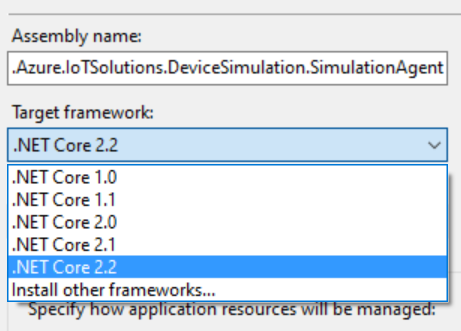 Assembly name:
.Azure.IoTSolutions.DeviceSimulation.SimulationAgent
Target framework:
.NET Core 2.2
.NET Core 1.0
.NET Core 1.1
.NET Core 2.0
.NET Core 2.1
.NET Core 2.2
Install other frameworks...
Specify how application resources will be managed: